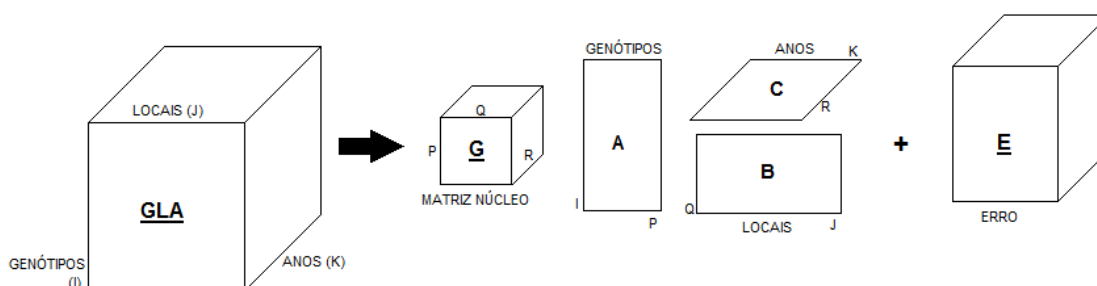 LOCAIS (J)
GLA
GENÓTIPOS
(I)
ANOS (K)
Q
P
G
R
MATRIZ NÚCLEO
GENÓTIPOS
A
I
P
ANOS
K
C
R
B
Q
J
LOCAIS
+
E
ERRO